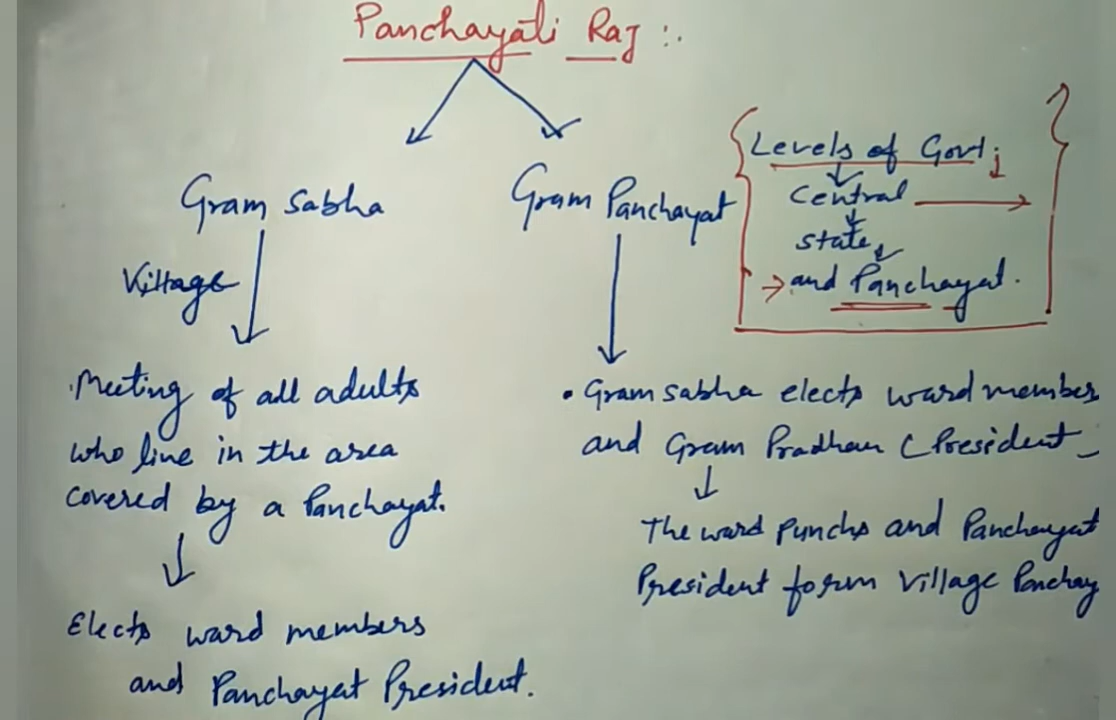 Panchayati Raj :.
Gram Sabha
Village
Meeting of all adults
who line in the area
covered by a Panchayat.
Elects ward members
and Panchayat President.
Gram Panchayat
• Gram sabha elects ward member
and Gram Pradhan (President
The ward Punchs and Panchayat
President form Village Panchay
Levels of Govt;
Central
state,
and Panchayat.